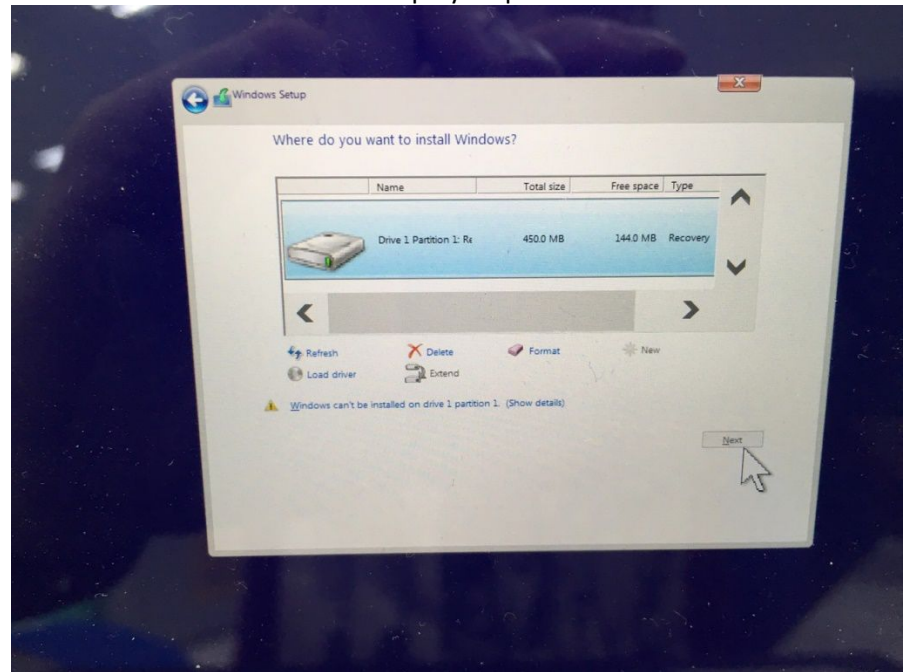 Windows Setup
Where do you want to install Windows?
Name Total size Free space Type
Drive 1 Partition 1: Re 450.0 MB 144.0 MB Recovery
Refresh Delete Format New
Load driver Extend
Windows can't be installed on drive 1 partition 1. (Show details)
Next